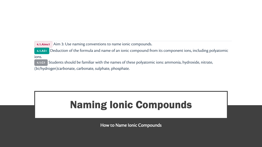 Aim 3: Use naming conventions to name ionic compounds.
Deduction of the formula and name of an ionic compound from its component ions, including polyatomic
ions.
Students should be familiar with the names of these polyatomic ions: ammonia, hydroxide, nitrate,
(bi/hydrogen)carbonate, carbonate, sulphate, phosphate.
Naming Ionic Compounds
How to Name Ionic Compounds